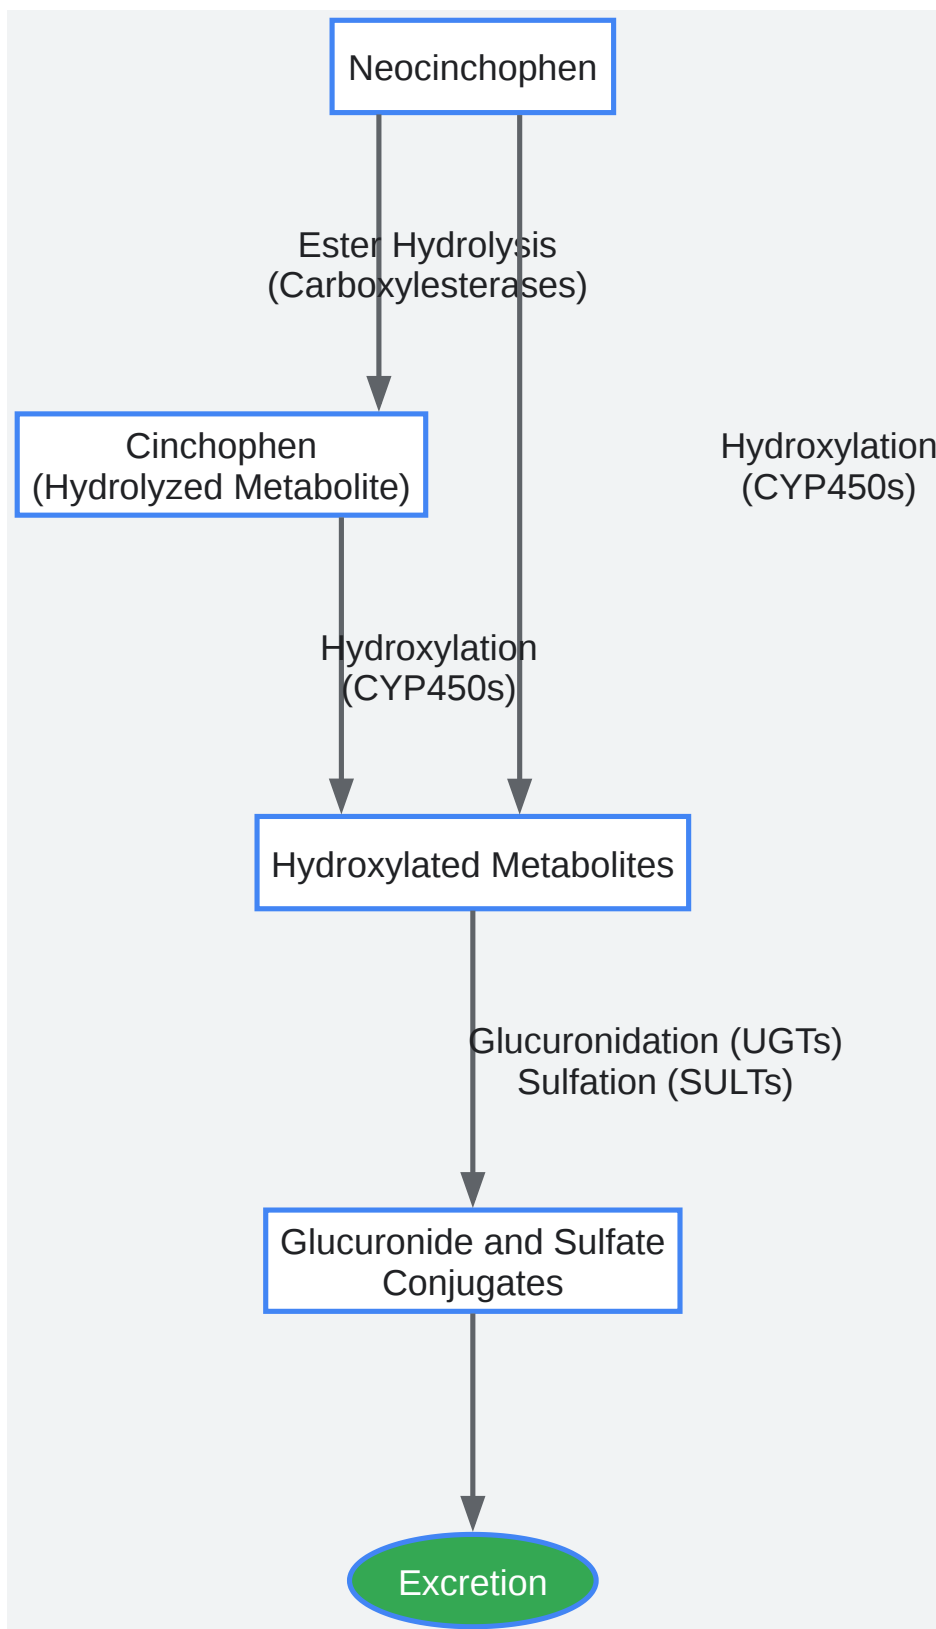 Neocinchophen
Ester Hydrolysis
(Carboxylesterases)
Cinchophen
(Hydrolyzed Metabolite)
Hydroxylation
(CYP450s)
Hydroxylation
(CYP450s)
Hydroxylated Metabolites
Glucuronidation (UGTs)
Sulfation (SULTs)
Glucuronide and Sulfate
Conjugates
Excretion